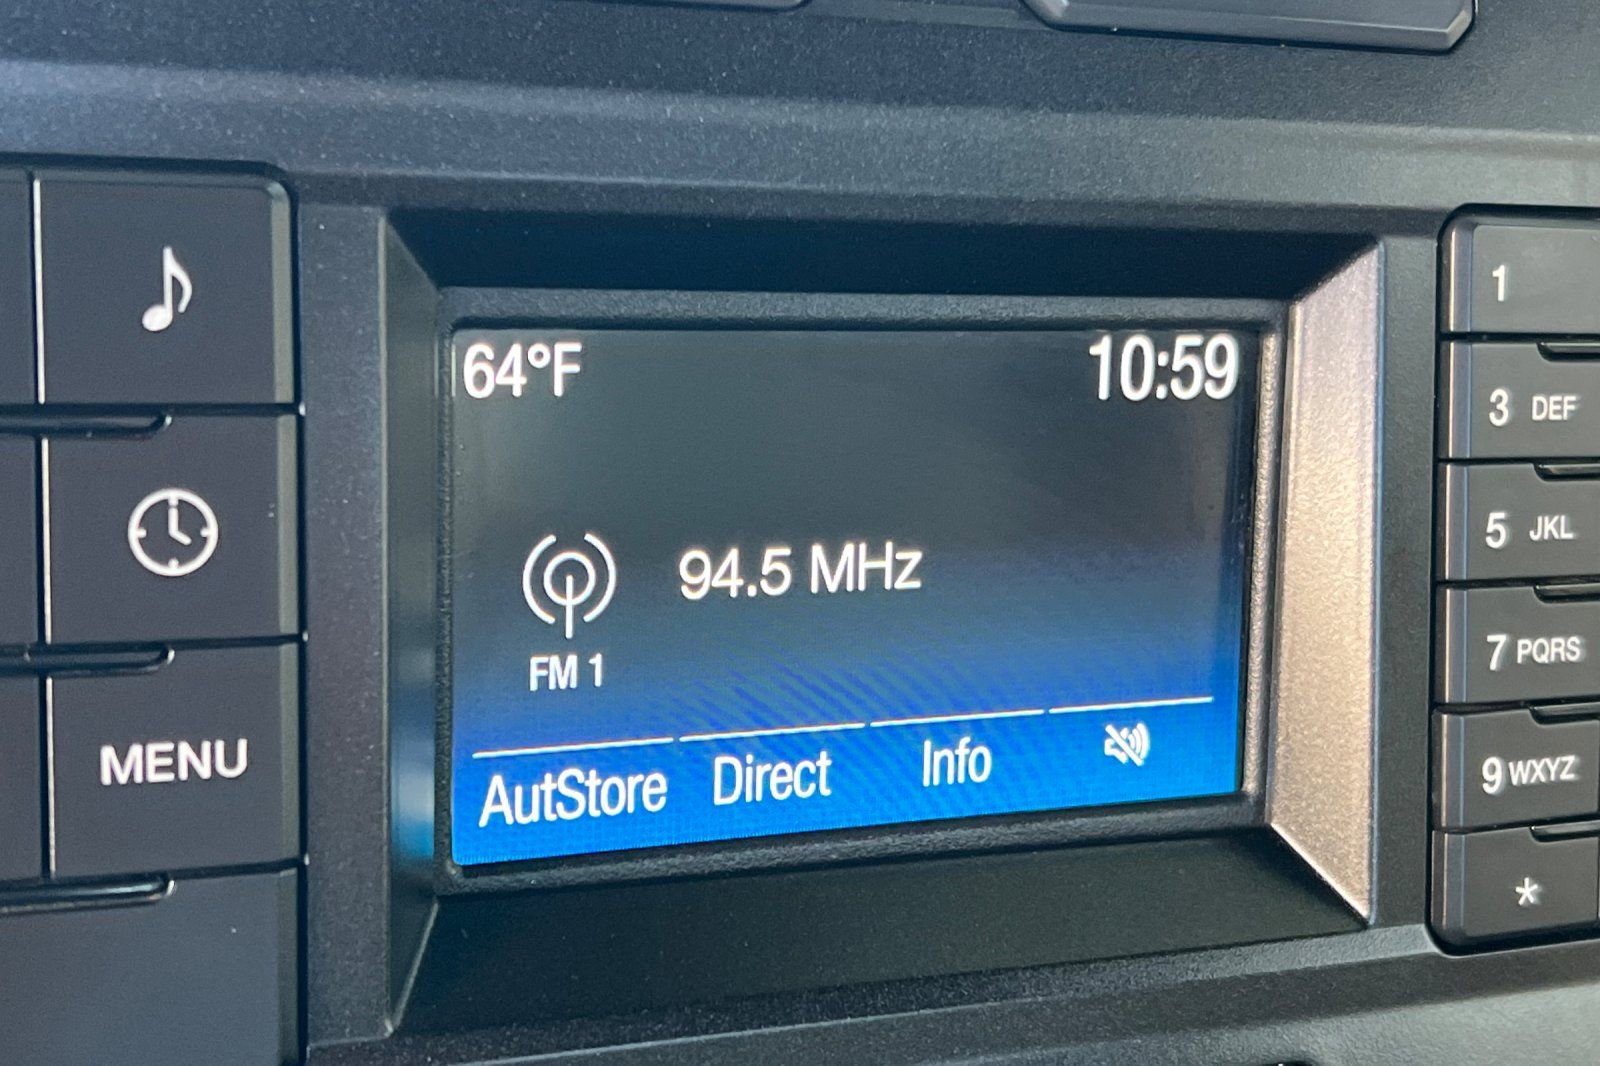 64°F
10:59
94.5 MHz
FM 1
AutStore
Direct
Info
MENU
1
3 DEF
5 JKL
7 PQRS
9 WXYZ
*